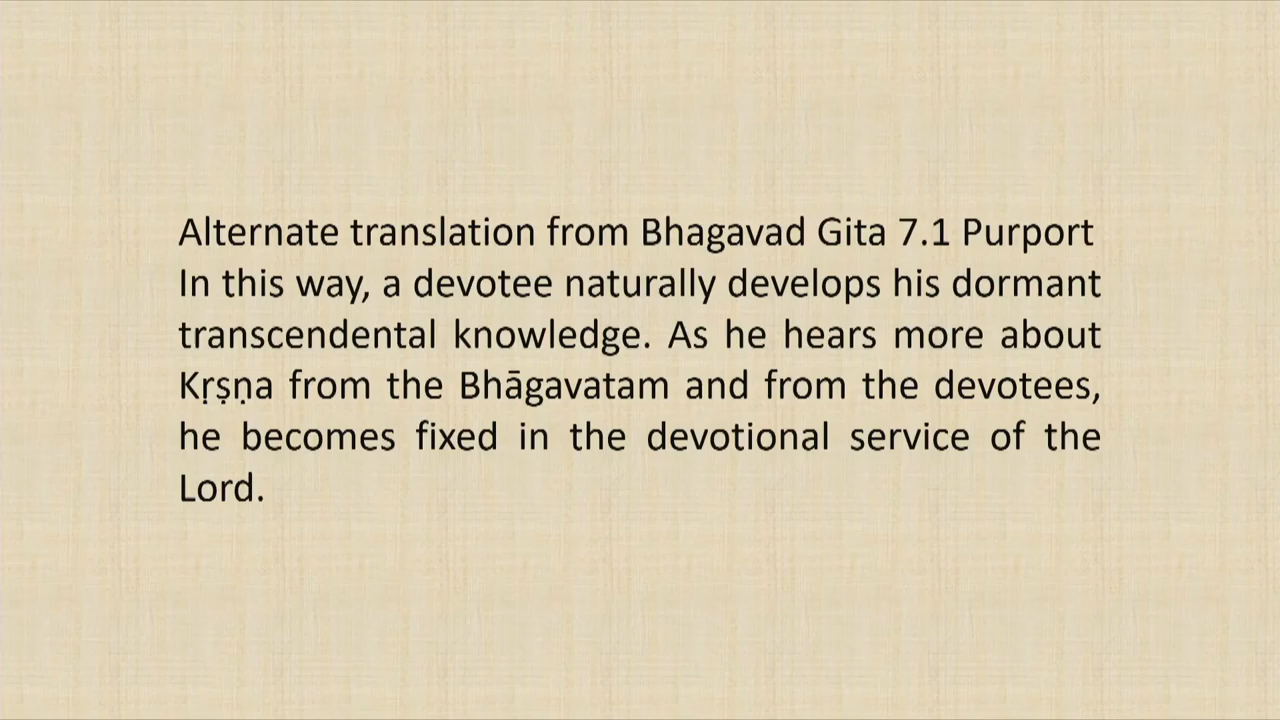 Alternate translation from Bhagavad Gita 7.1 Purport
In this way, a devotee naturally develops his dormant
transcendental knowledge. As he hears more about
Kṛṣṇa from the Bhāgavatam and from the devotees,
he becomes fixed in the devotional service of the
Lord.